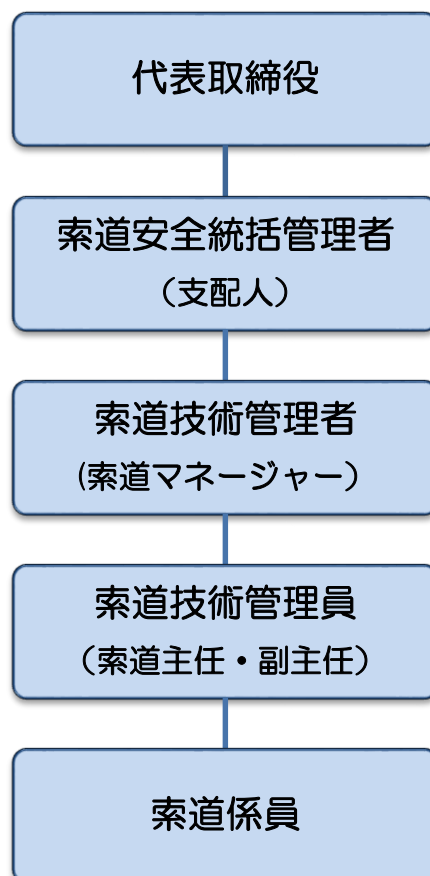 代表取締役
索道安全統括管理者
（支配人）
索道技術管理者
(索道マネージャー）
索道技術管理員
（索道主任・副主任）
索道係員